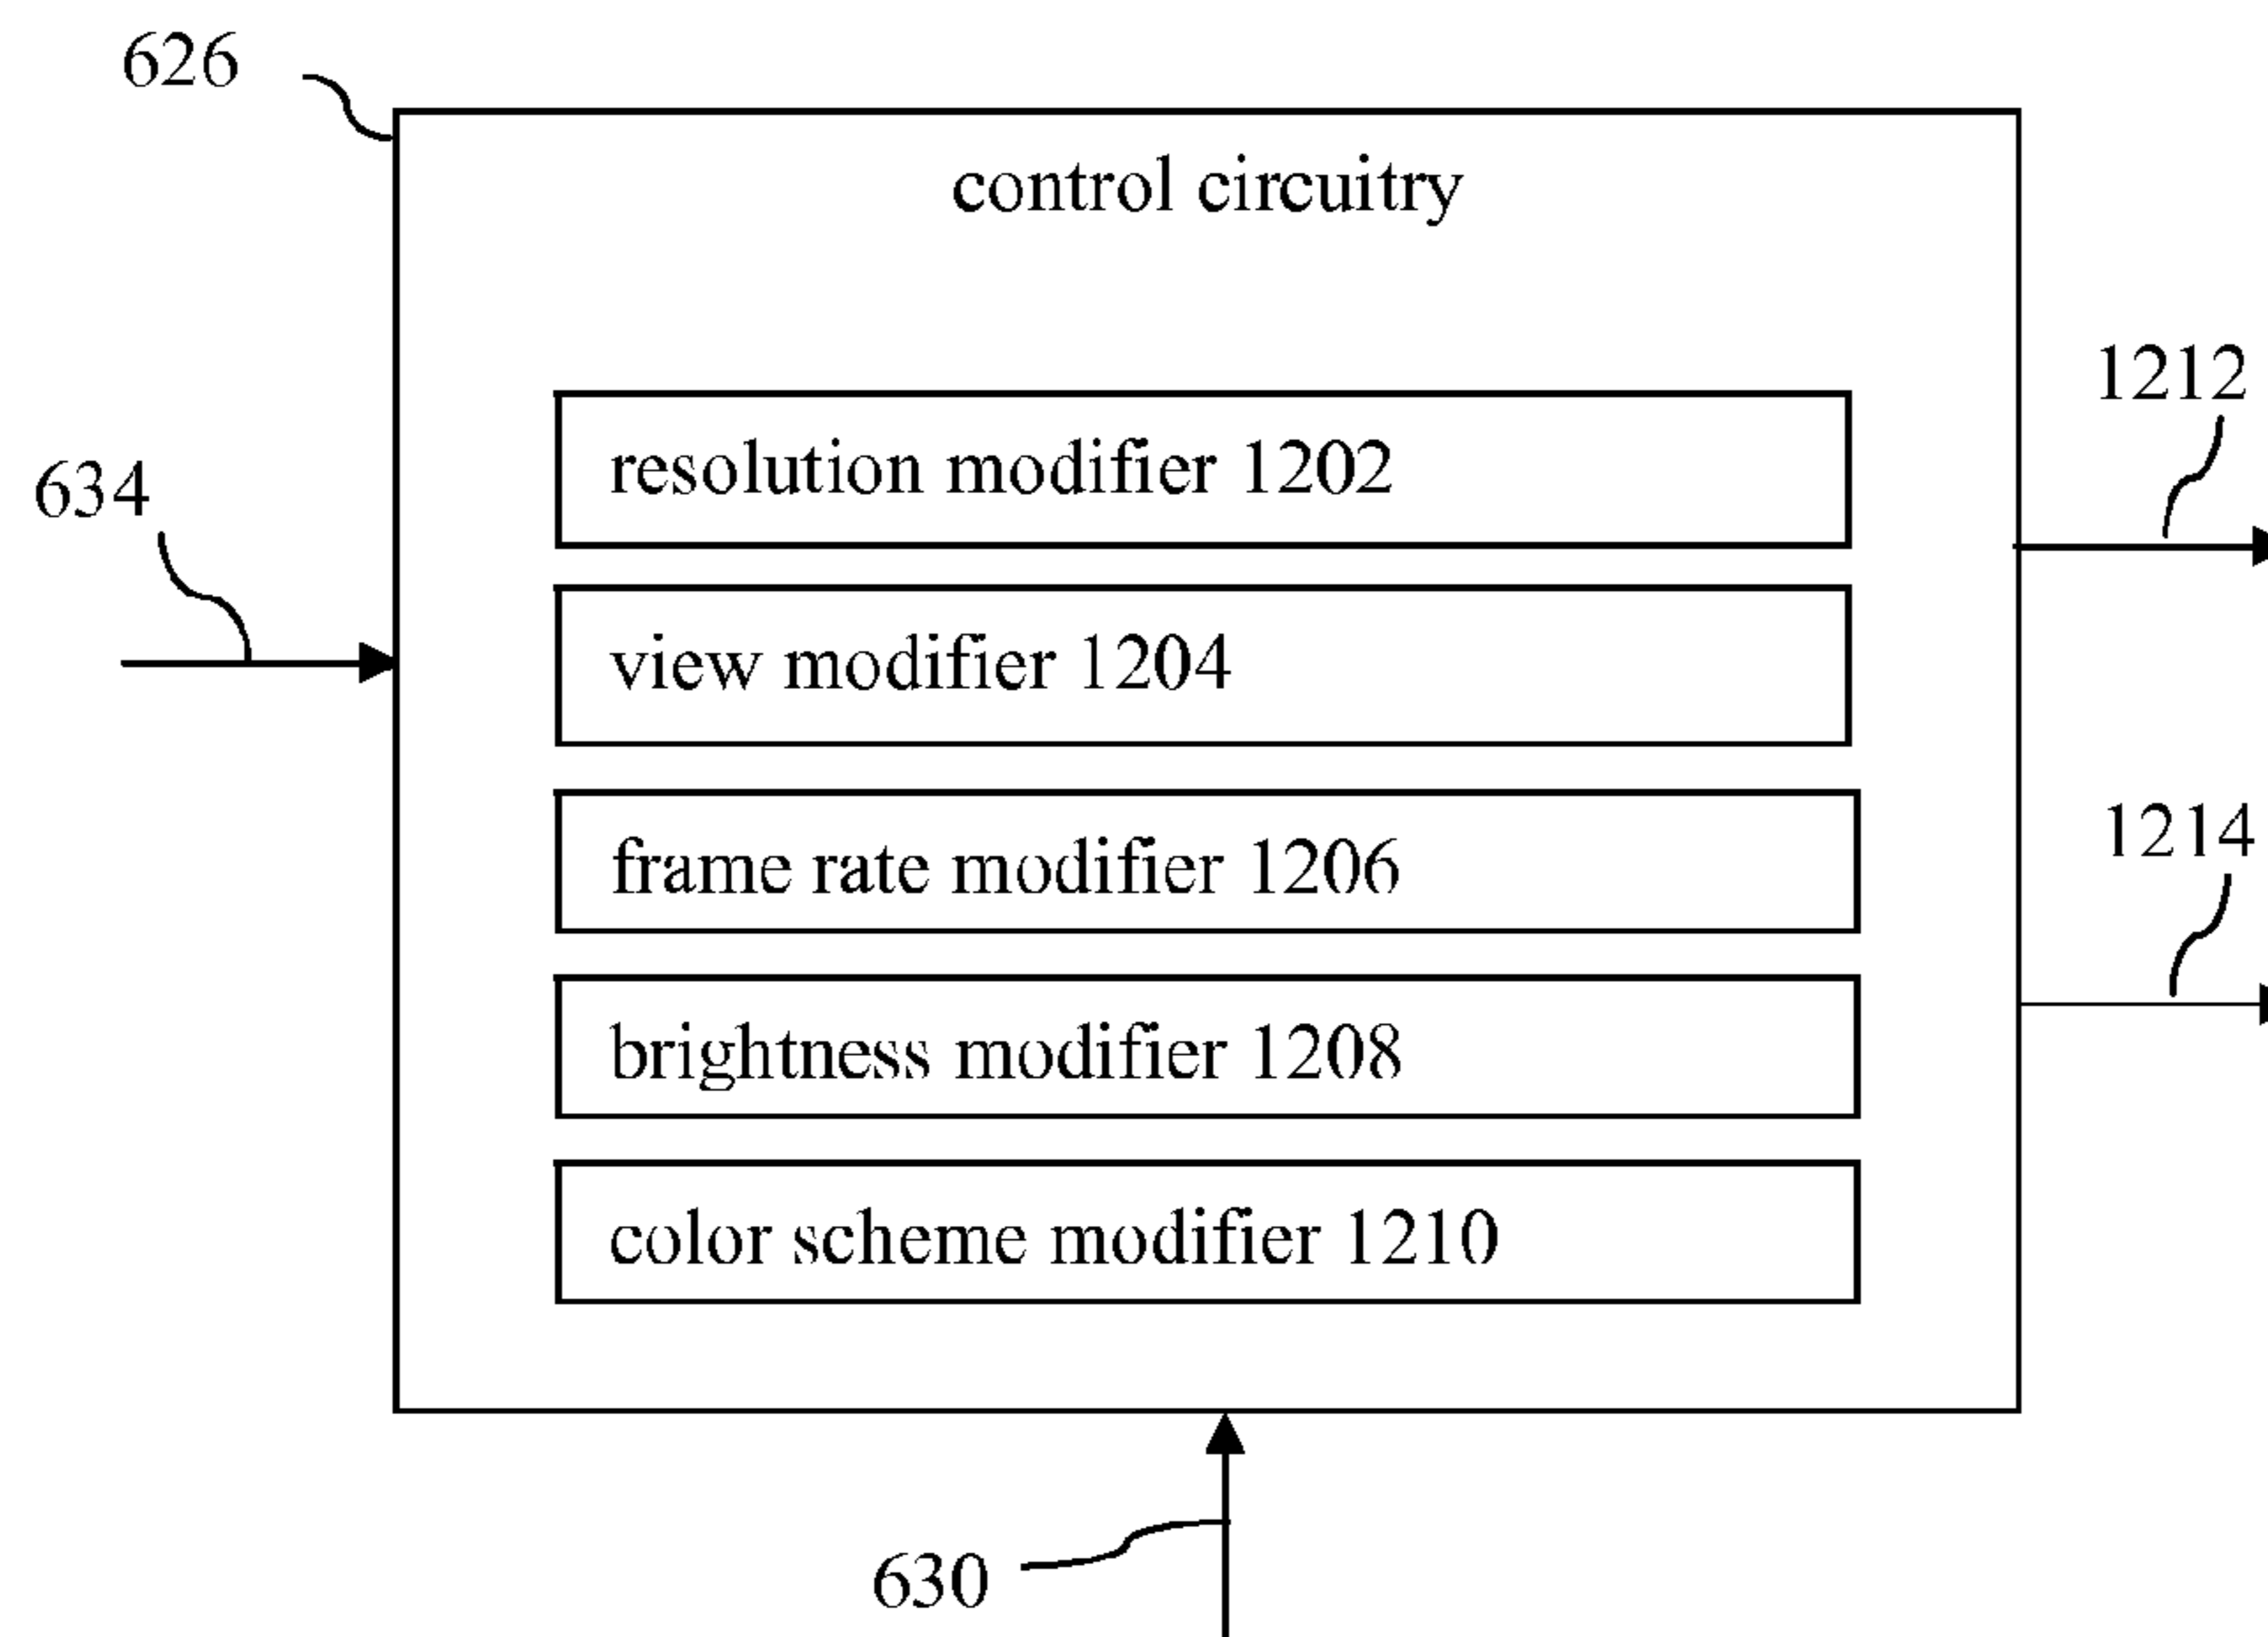 626
control circuitry
1212
resolution modifier 1202
634
view modifier 1204
1214
frame rate modifier 1206
brightness modifier 1208
color scheme modifier 1210
630